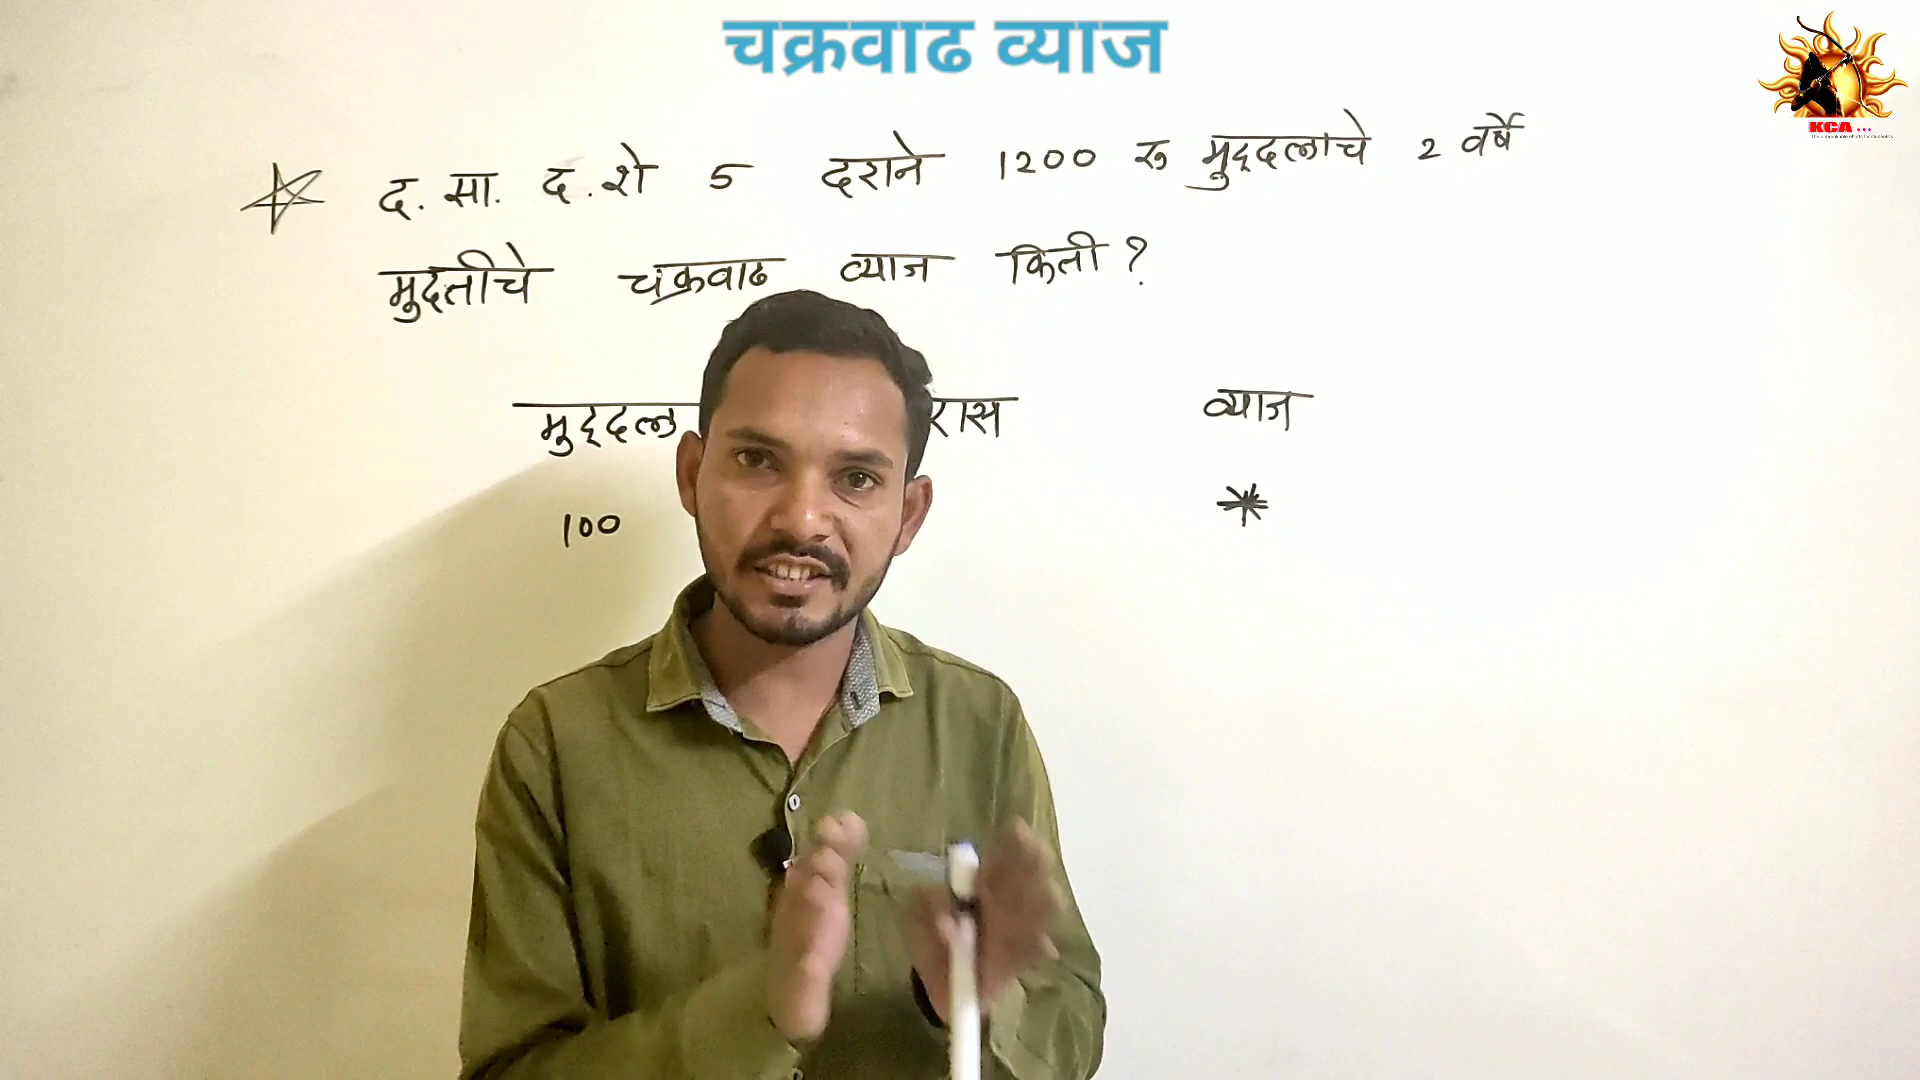 चक्रवाढ व्याज
KCA ...
द. सा. द. शे 5 दराने 1200 रु मुद्दलाचे 2 वर्षे
मुदतीचे चक्रवाढ व्याज किती?
मुद्दल रास व्याज
100 *